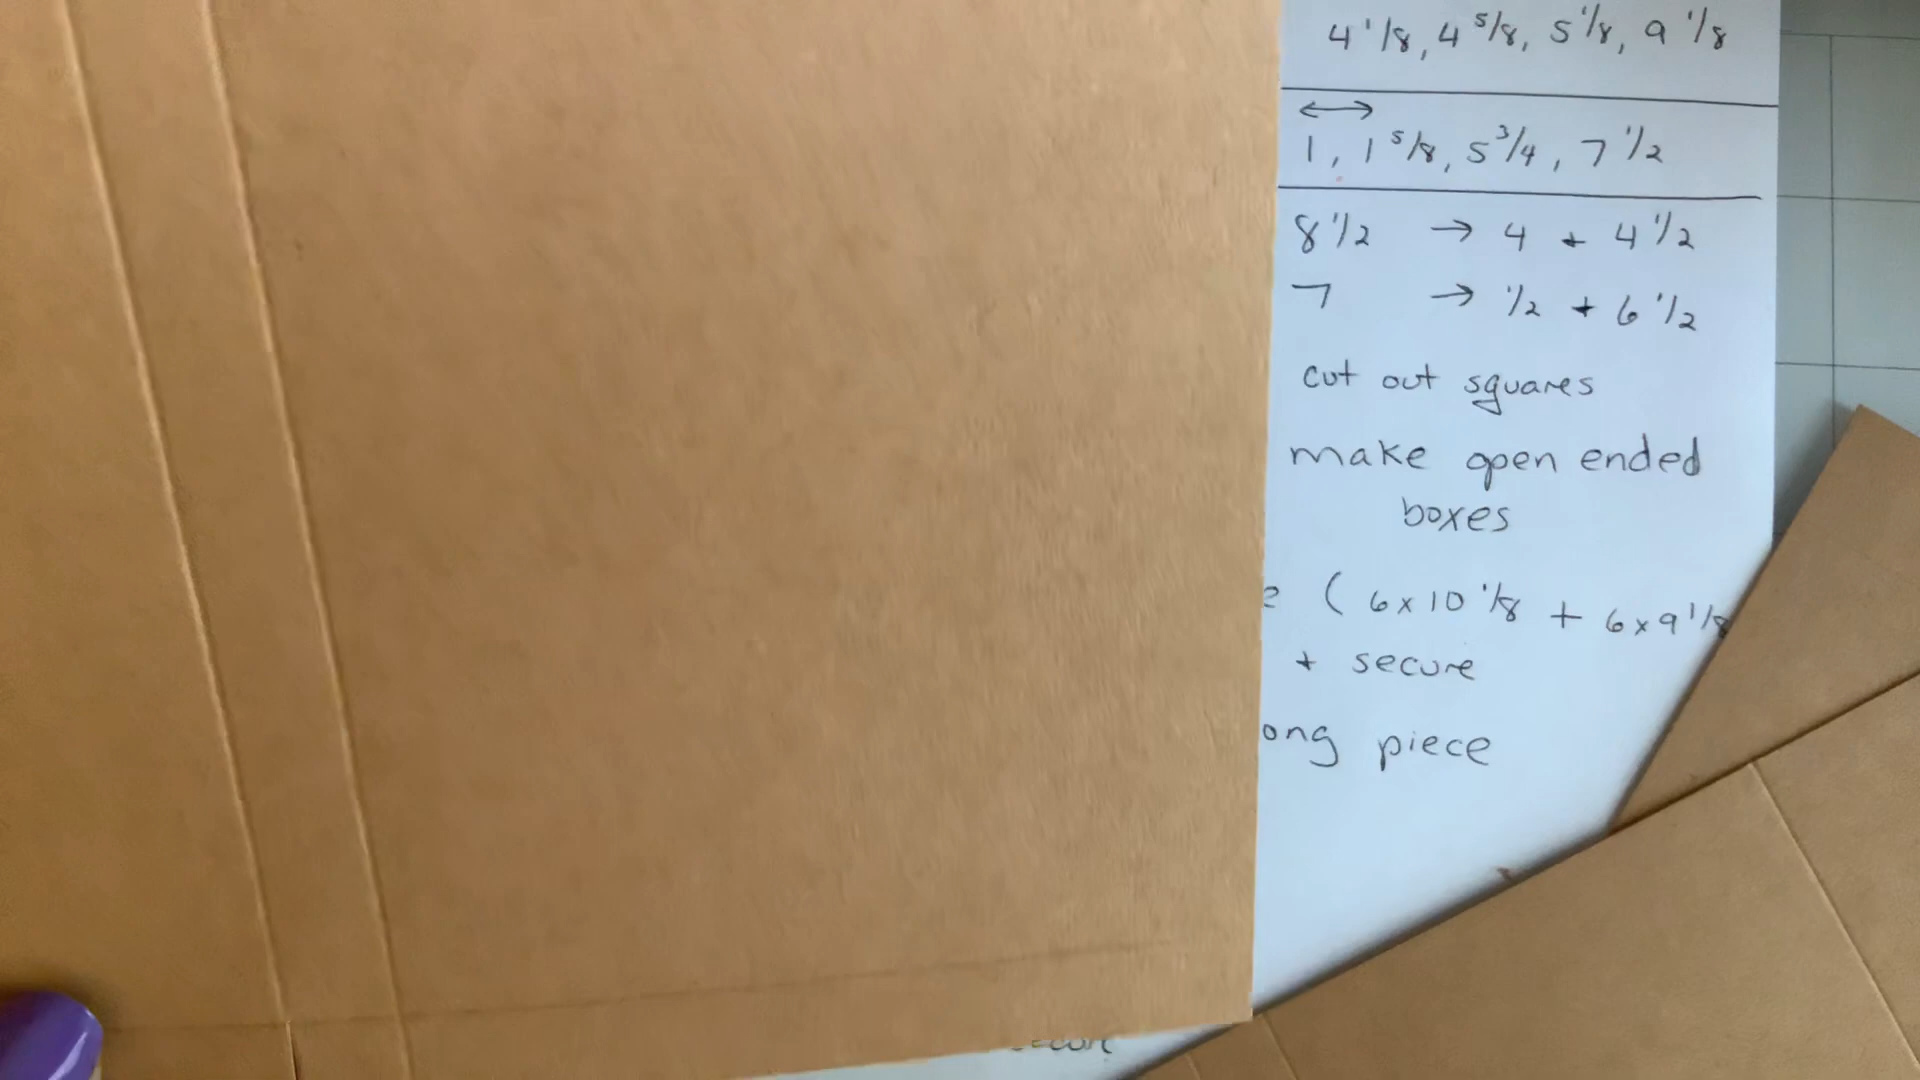 4 1/8, 4 5/8, 5 1/8, 9 1/8
↔
1, 1 5/8, 5 3/4, 7 1/2
8 1/2 → 4 + 4 1/2
7 → 1/2 + 6 1/2
cut out squares
make open ended
boxes
(6x10 1/8 + 6x9 1/8
+ secure
ong piece